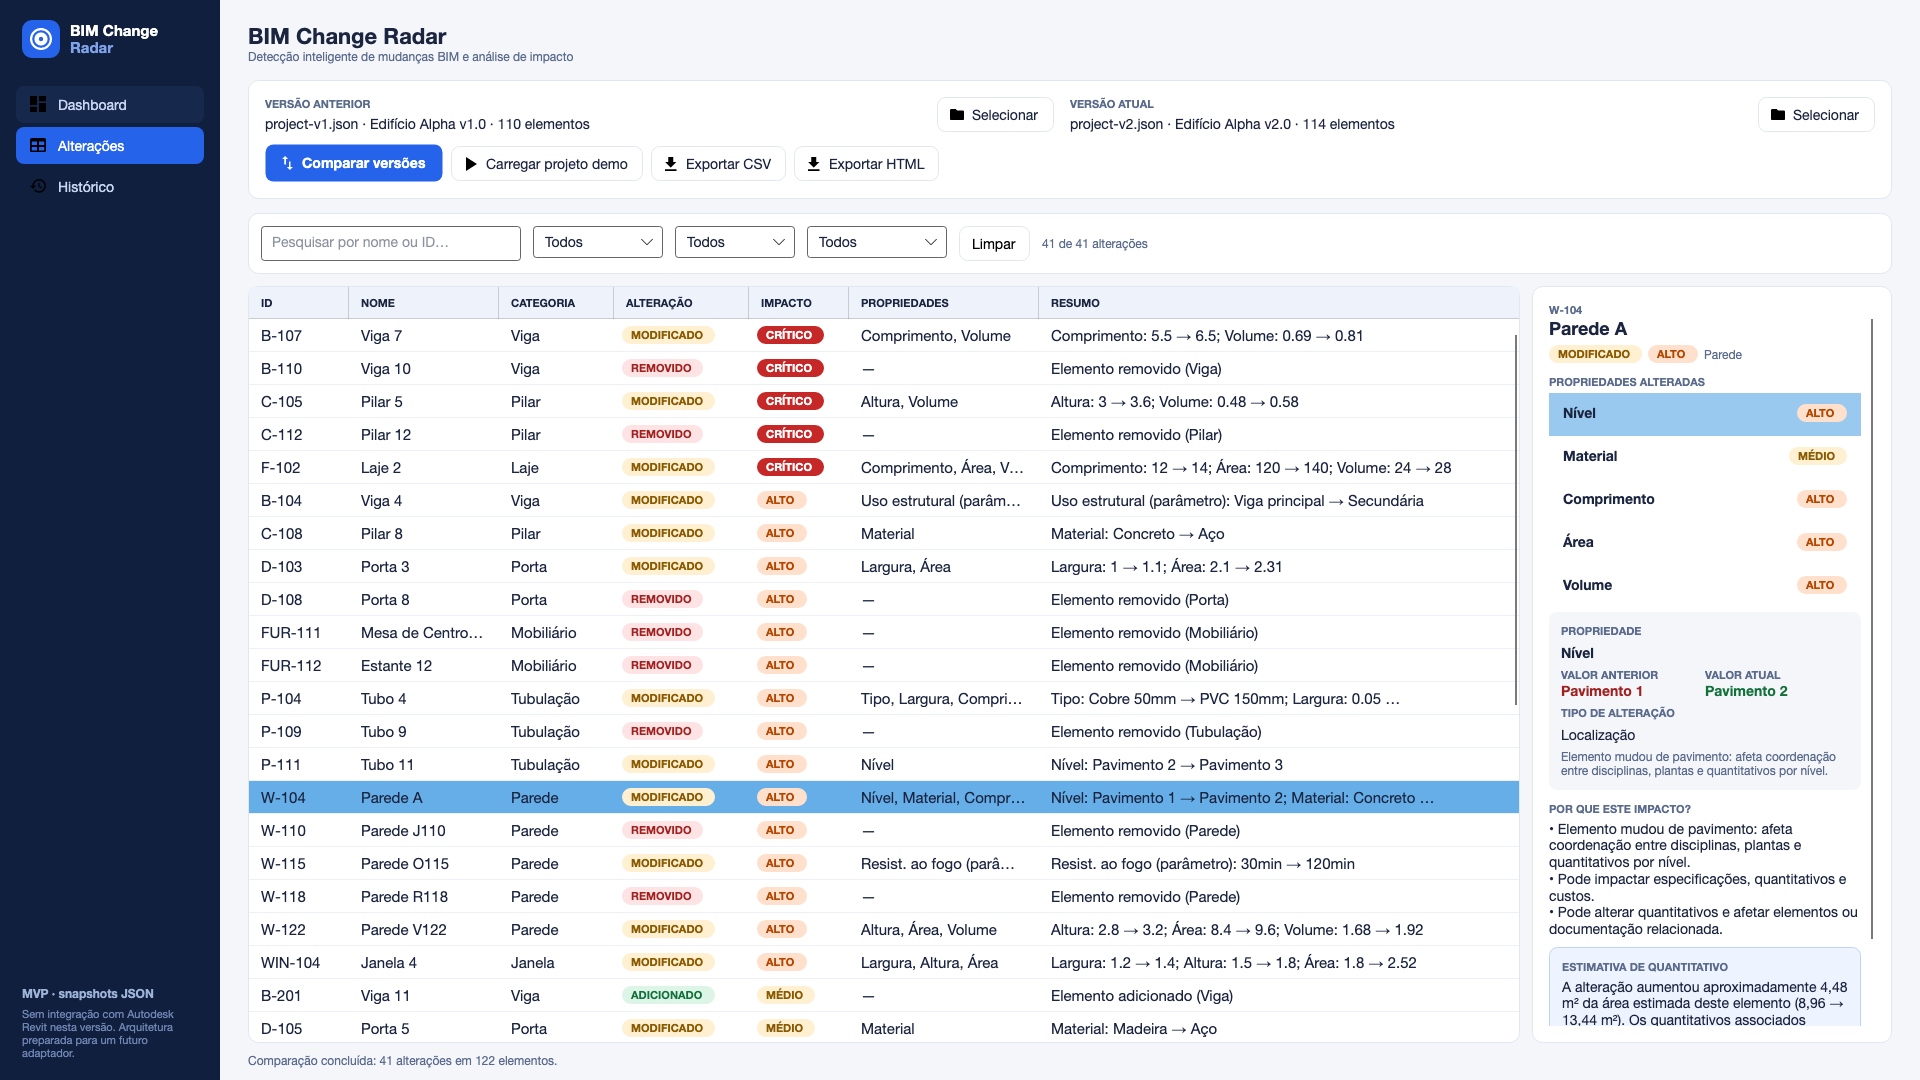 BIM Change
Radar
Dashboard
Alterações
Histórico
MVP · snapshots JSON
Sem integração com Autodesk
Revit nesta versão. Arquitetura
preparada para um futuro
adaptador.
BIM Change Radar
Detecção inteligente de mudanças BIM e análise de impacto
VERSÃO ANTERIOR
project-v1.json · Edifício Alpha v1.0 · 110 elementos
Selecionar
VERSÃO ATUAL
project-v2.json · Edifício Alpha v2.0 · 114 elementos
Selecionar
Comparar versões
Carregar projeto demo
Exportar CSV
Exportar HTML
Pesquisar por nome ou ID…
Todos
Todos
Todos
Limpar
41 de 41 alterações
ID NOME CATEGORIA ALTERAÇÃO IMPACTO PROPRIEDADES RESUMO
B-107 Viga 7 Viga MODIFICADO CRÍTICO Comprimento, Volume Comprimento: 5.5 → 6.5; Volume: 0.69 → 0.81
B-110 Viga 10 Viga REMOVIDO CRÍTICO — Elemento removido (Viga)
C-105 Pilar 5 Pilar MODIFICADO CRÍTICO Altura, Volume Altura: 3 → 3.6; Volume: 0.48 → 0.58
C-112 Pilar 12 Pilar REMOVIDO CRÍTICO — Elemento removido (Pilar)
F-102 Laje 2 Laje MODIFICADO CRÍTICO Comprimento, Área, V… Comprimento: 12 → 14; Área: 120 → 140; Volume: 24 → 28
B-104 Viga 4 Viga MODIFICADO ALTO Uso estrutural (parâm… Uso estrutural (parâmetro): Viga principal → Secundária
C-108 Pilar 8 Pilar MODIFICADO ALTO Material Material: Concreto → Aço
D-103 Porta 3 Porta MODIFICADO ALTO Largura, Área Largura: 1 → 1.1; Área: 2.1 → 2.31
D-108 Porta 8 Porta REMOVIDO ALTO — Elemento removido (Porta)
FUR-111 Mesa de Centro… Mobiliário REMOVIDO ALTO — Elemento removido (Mobiliário)
FUR-112 Estante 12 Mobiliário REMOVIDO ALTO — Elemento removido (Mobiliário)
P-104 Tubo 4 Tubulação MODIFICADO ALTO Tipo, Largura, Compri… Tipo: Cobre 50mm → PVC 150mm; Largura: 0.05 …
P-109 Tubo 9 Tubulação REMOVIDO ALTO — Elemento removido (Tubulação)
P-111 Tubo 11 Tubulação MODIFICADO ALTO Nível Nível: Pavimento 2 → Pavimento 3
W-104 Parede A Parede MODIFICADO ALTO Nível, Material, Compr… Nível: Pavimento 1 → Pavimento 2; Material: Concreto …
W-110 Parede J110 Parede REMOVIDO ALTO — Elemento removido (Parede)
W-115 Parede O115 Parede MODIFICADO ALTO Resist. ao fogo (parâ… Resist. ao fogo (parâmetro): 30min → 120min
W-118 Parede R118 Parede REMOVIDO ALTO — Elemento removido (Parede)
W-122 Parede V122 Parede MODIFICADO ALTO Altura, Área, Volume Altura: 2.8 → 3.2; Área: 8.4 → 9.6; Volume: 1.68 → 1.92
WIN-104 Janela 4 Janela MODIFICADO ALTO Largura, Altura, Área Largura: 1.2 → 1.4; Altura: 1.5 → 1.8; Área: 1.8 → 2.52
B-201 Viga 11 Viga ADICIONADO MÉDIO — Elemento adicionado (Viga)
D-105 Porta 5 Porta MODIFICADO MÉDIO Material Material: Madeira → Aço
Comparação concluída: 41 alterações em 122 elementos.
W-104
Parede A
MODIFICADO ALTO Parede
PROPRIEDADES ALTERADAS
Nível ALTO
Material MÉDIO
Comprimento ALTO
Área ALTO
Volume ALTO
PROPRIEDADE
Nível
VALOR ANTERIOR VALOR ATUAL
Pavimento 1 Pavimento 2
TIPO DE ALTERAÇÃO
Localização
Elemento mudou de pavimento: afeta coordenação
entre disciplinas, plantas e quantitativos por nível.
POR QUE ESTE IMPACTO?
• Elemento mudou de pavimento: afeta
coordenação entre disciplinas, plantas e
quantitativos por nível.
• Pode impactar especificações, quantitativos e
custos.
• Pode alterar quantitativos e afetar elementos ou
documentação relacionada.
ESTIMATIVA DE QUANTITATIVO
A alteração aumentou aproximadamente 4,48
m² da área estimada deste elemento (8,96 →
13,44 m²). Os quantitativos associados